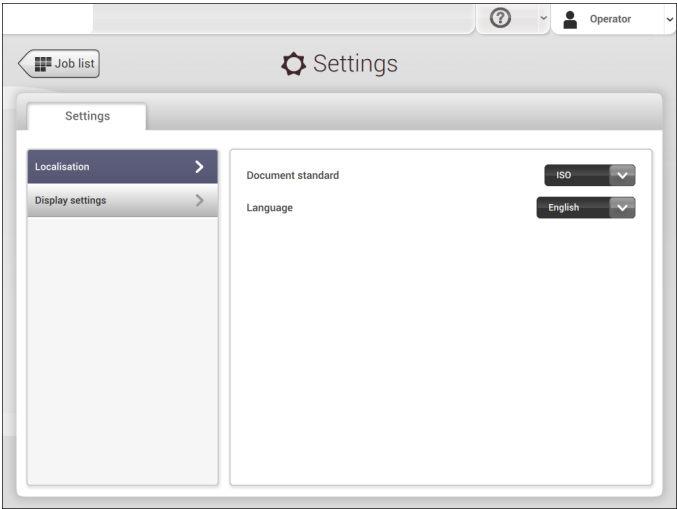 Operator
Job list
Settings
Settings
Localisation
Display settings
Document standard
ISO
Language
English